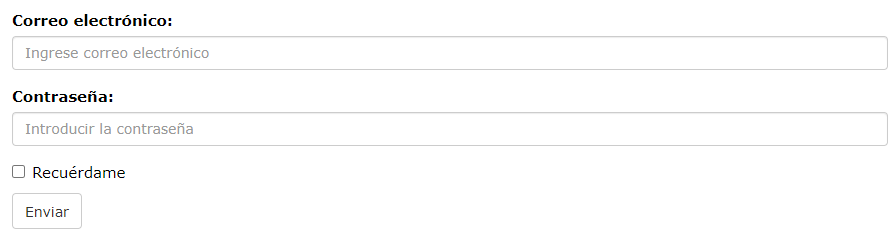 Correo electrónico:
Ingrese correo electrónico
Contraseña:
Introducir la contraseña
Recuérdame
Enviar